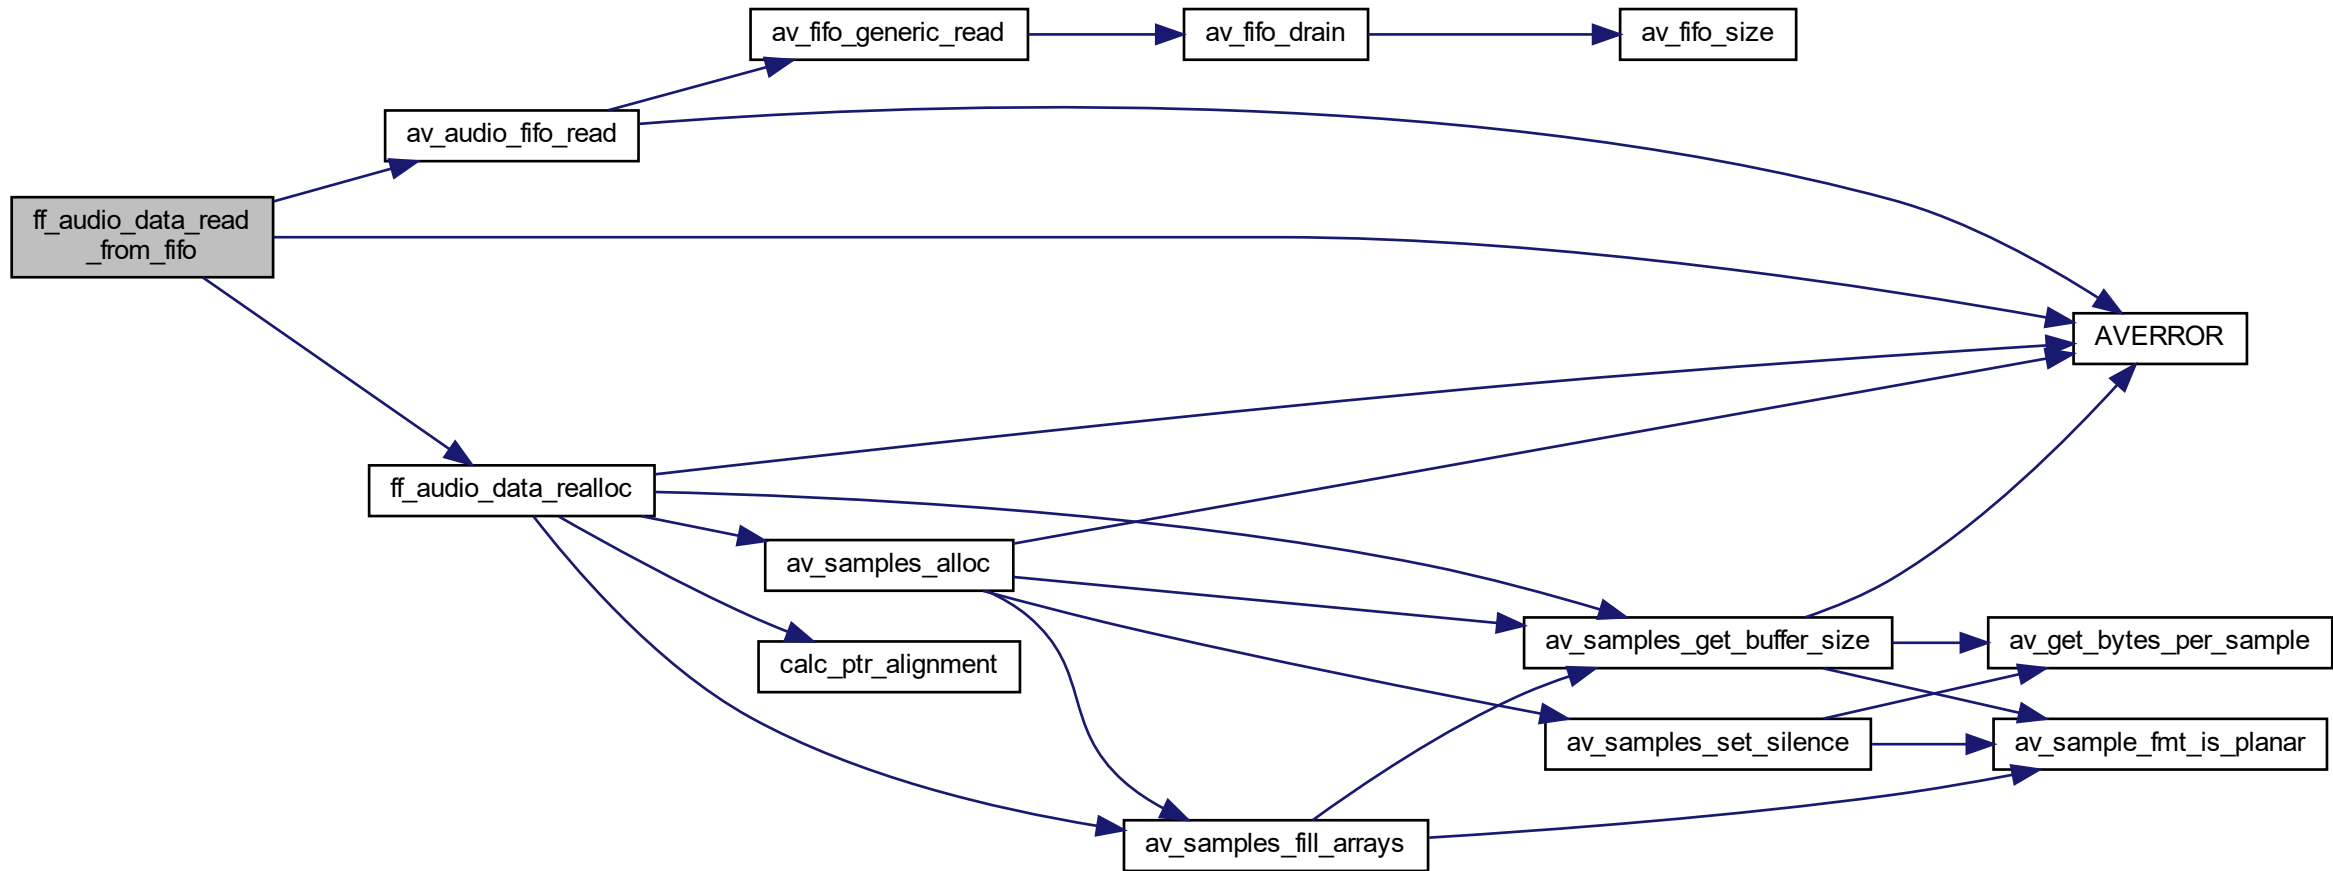 av_fifo_generic_read
av_fifo_drain
av_fifo_size
av_audio_fifo_read
ff_audio_data_read
_from_fifo
AVERROR
ff_audio_data_realloc
av_samples_alloc
calc_ptr_alignment
av_samples_get_buffer_size
av_get_bytes_per_sample
av_samples_set_silence
av_sample_fmt_is_planar
av_samples_fill_arrays